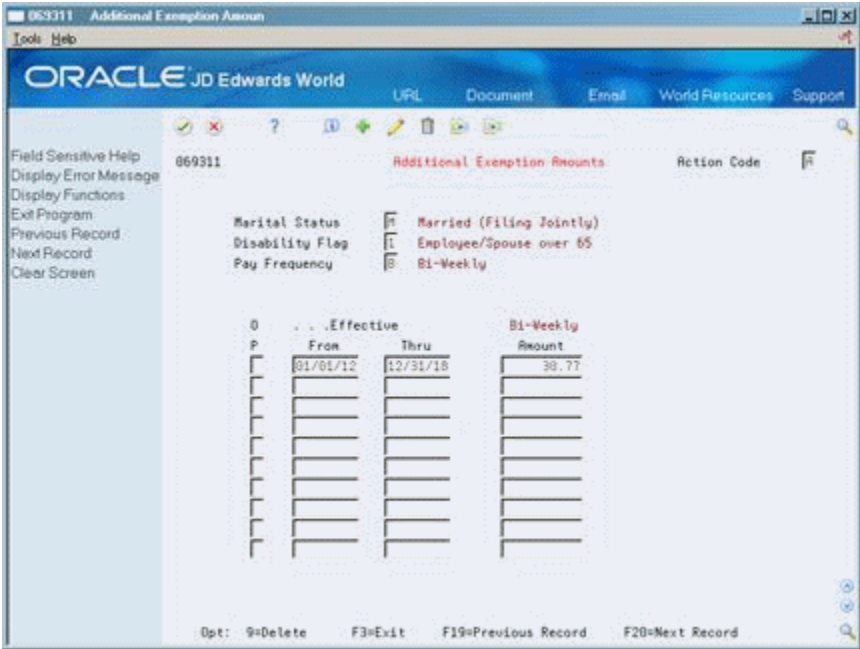 069311 Additional Exemption Amoun
Tools Help
ORACLE JD Edwards World
URL Document Email World Resources Support
Field Sensitive Help
Display Error Message
Display Functions
Exit Program
Previous Record
Next Record
Clear Screen
069311 Additional Exemption Amounts Action Code A
Marital Status M Married (Filing Jointly)
Disability Flag 1 Employee/Spouse over 65
Pay Frequency B Bi-Weekly
O . . .Effective Bi-Weekly
P From Thru Amount
01/01/12 12/31/18 38.77
Opt: 9=Delete F3=Exit F19=Previous Record F20=Next Record